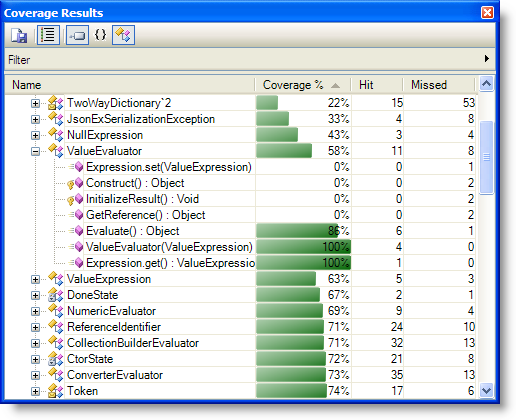 Coverage Results
{ }
Filter
Name Coverage % Hit Missed
TwoWayDictionary`2 22% 15 53
JsonExSerializationException 33% 4 8
NullExpression 43% 3 4
ValueEvaluator 58% 11 8
Expression.set(ValueExpression) 0% 0 1
Construct() : Object 0% 0 2
InitializeResult() : Void 0% 0 2
GetReference() : Object 0% 0 2
Evaluate() : Object 86% 6 1
ValueEvaluator(ValueExpression) 100% 4 0
Expression.get() : ValueExpressio 100% 1 0
ValueExpression 63% 5 3
DoneState 67% 2 1
NumericEvaluator 69% 9 4
ReferenceIdentifier 71% 24 10
CollectionBuilderEvaluator 71% 32 13
CtorState 72% 21 8
ConverterEvaluator 73% 35 13
Token 74% 17 6